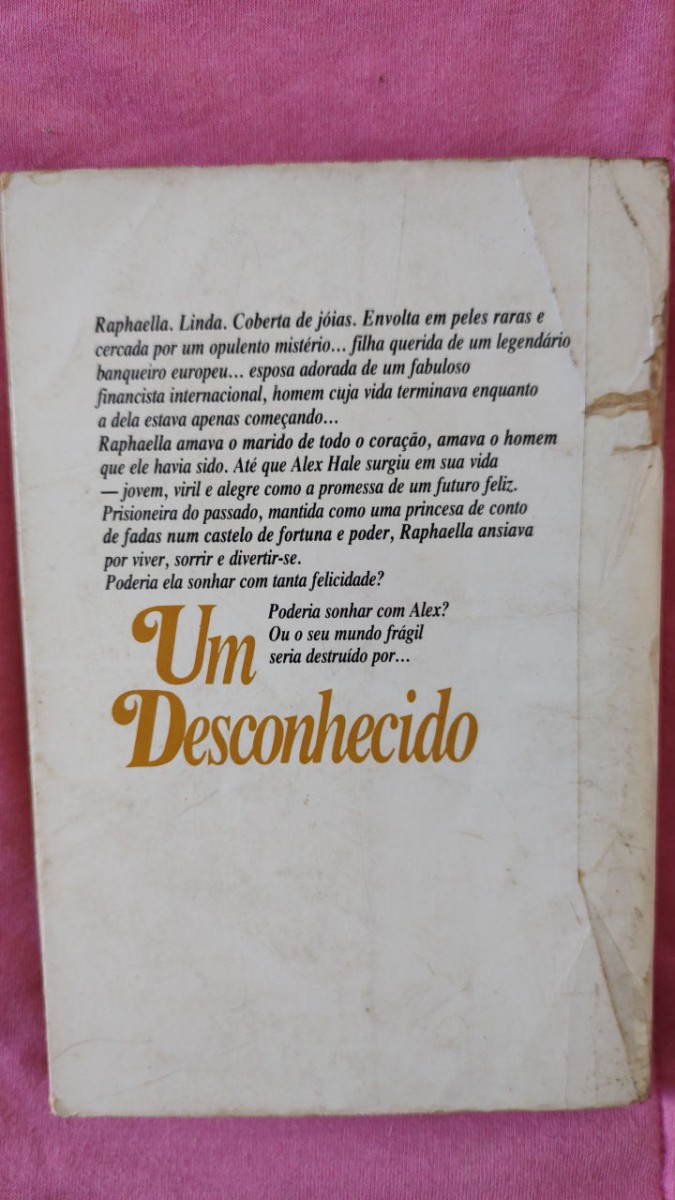 Raphaella. Linda. Coberta de jóias. Envolta em peles raras e
cercada por um opulento mistério... filha querida de um legendário
banqueiro europeu... esposa adorada de um fabuloso
financista internacional, homem cuja vida terminava enquanto
a dela estava apenas começando...
Raphaella amava o marido de todo o coração, amava o homem
que ele havia sido. Até que Alex Hale surgiu em sua vida
— jovem, viril e alegre como a promessa de um futuro feliz.
Prisioneira do passado, mantida como uma princesa de conto
de fadas num castelo de fortuna e poder, Raphaella ansiava
por viver, sorrir e divertir-se.
Poderia ela sonhar com tanta felicidade?
Poderia sonhar com Alex?
Ou o seu mundo frágil
seria destruído por...
Um
Desconhecido